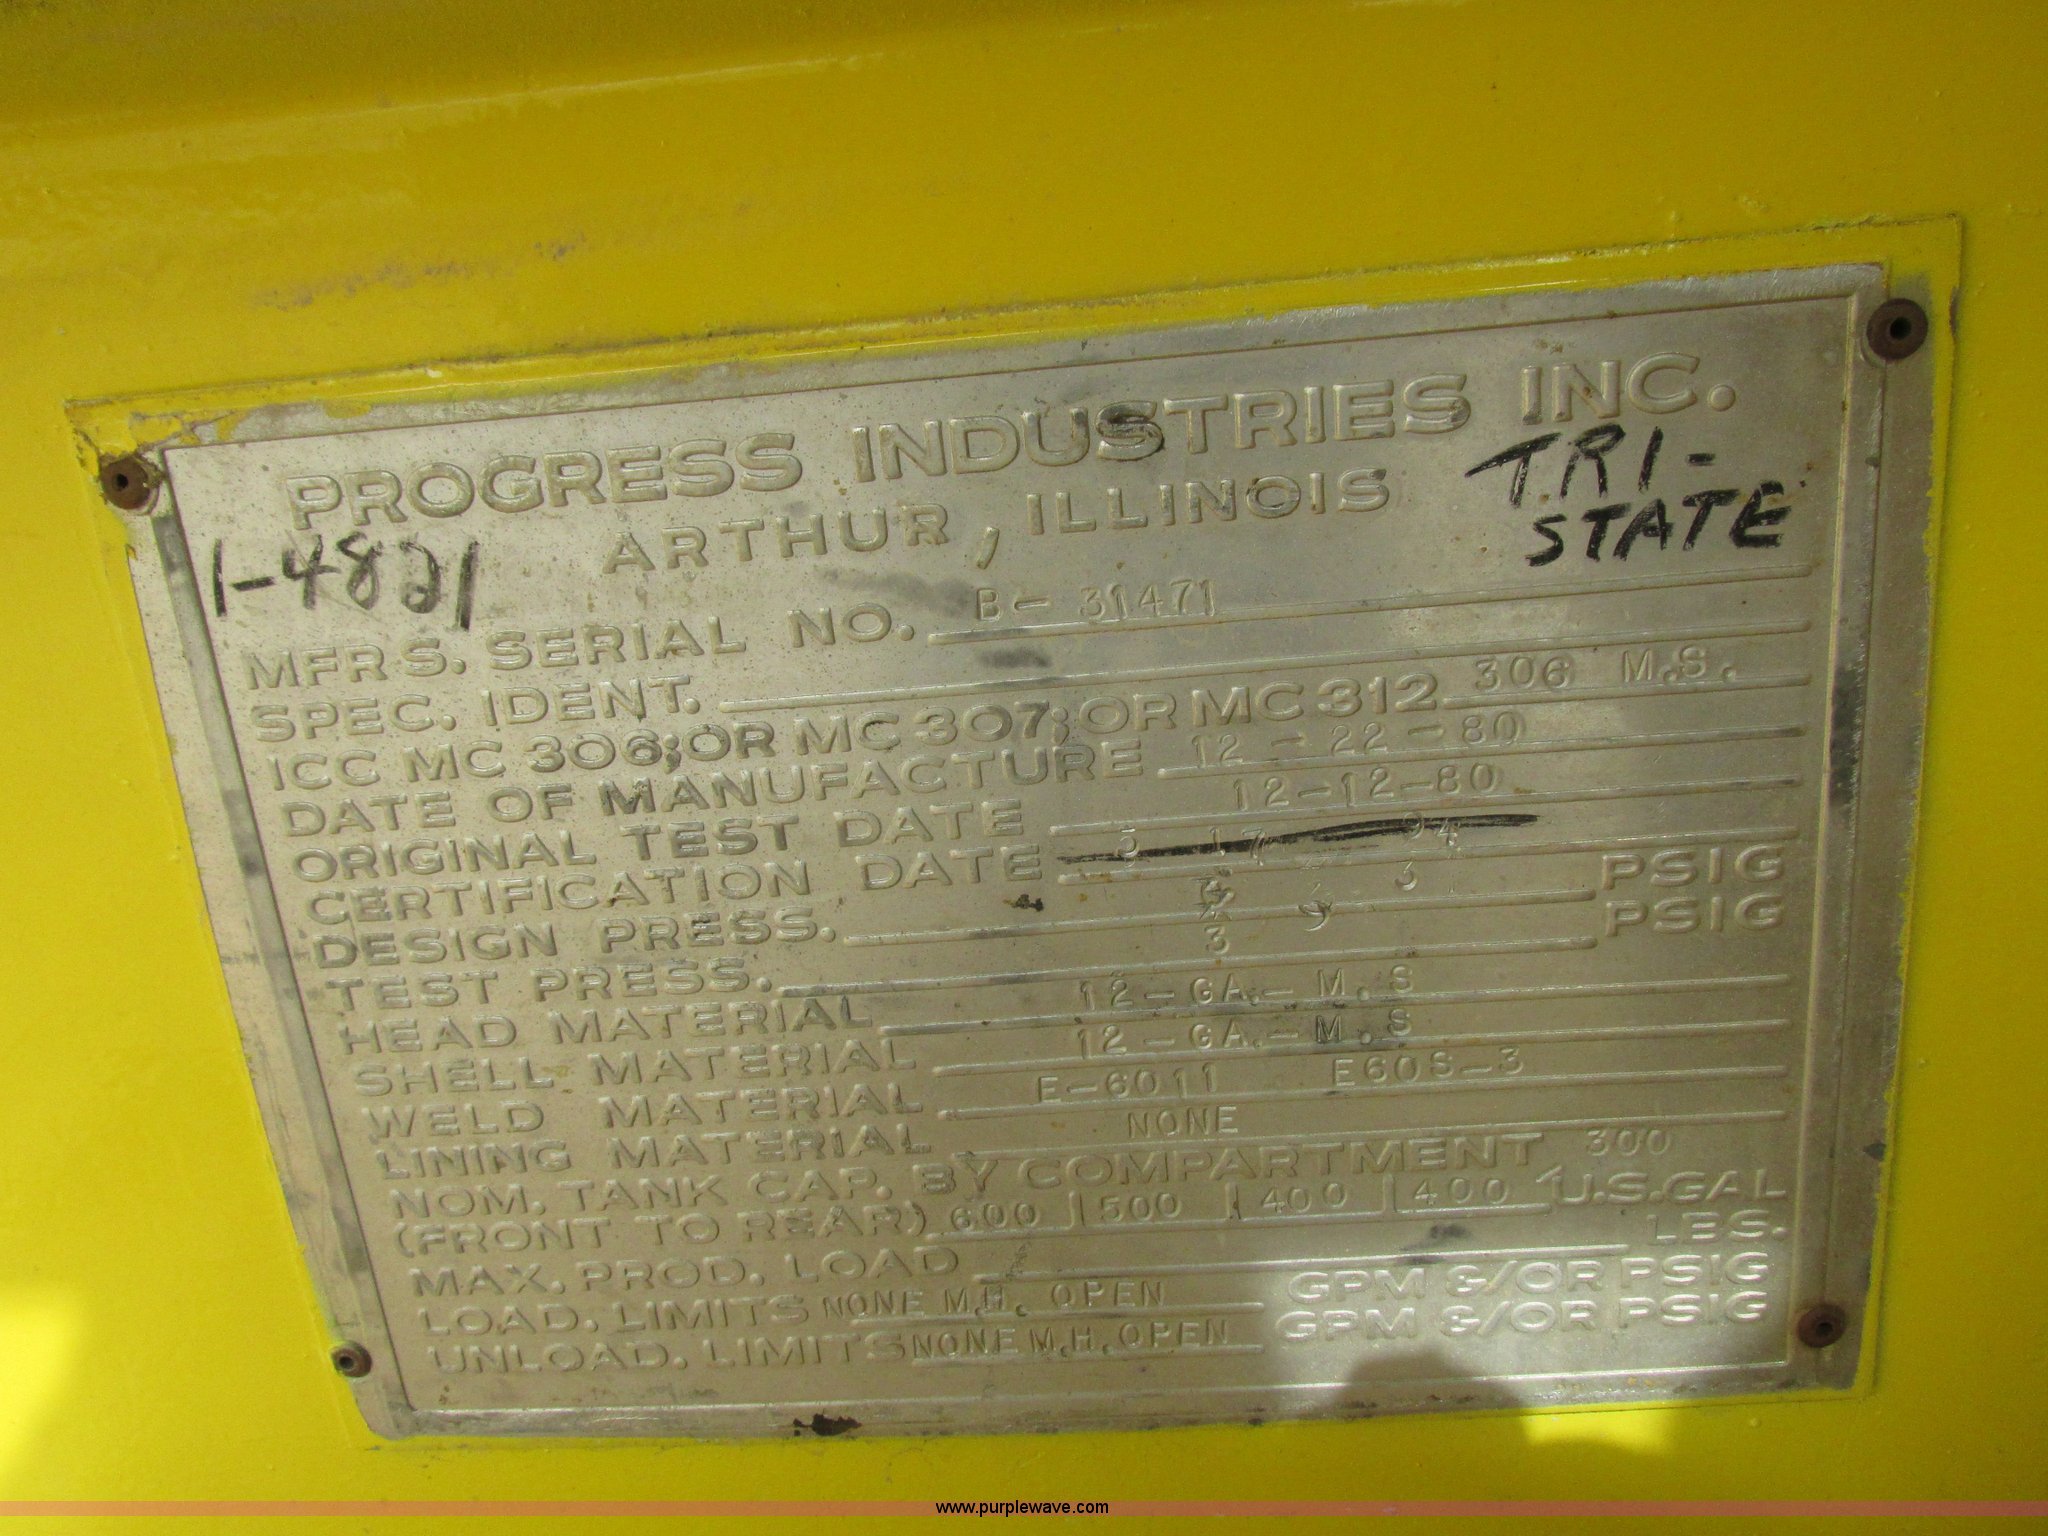 PROGRESS INDUSTRIES INC.
ARTHUR, ILLINOIS
TRI-
STATE
1-4821
MFRS. SERIAL NO. B- 31471
SPEC. IDENT.
ICC MC 306;OR MC 307;OR MC 312 306 M.S.
DATE OF MANUFACTURE 12 - 22 - 80
ORIGINAL TEST DATE 12-12-80
CERTIFICATION DATE 17 94
DESIGN PRESS. 3 PSIG
TEST PRESS. 3 PSIG
HEAD MATERIAL 12-GA.- M.S
SHELL MATERIAL 12-GA.-M.S
WELD MATERIAL E-6011 E60S-3
LINING MATERIAL NONE
NOM. TANK CAP. BY COMPARTMENT 300
(FRONT TO REAR) 600 | 500 | 400 | 400 U.S.GAL
MAX. PROD. LOAD LBS.
LOAD. LIMITS NONE M.H. OPEN GPM &/OR PSIG
UNLOAD. LIMITS NONE M.H. OPEN GPM &/OR PSIG
www.purplewave.com